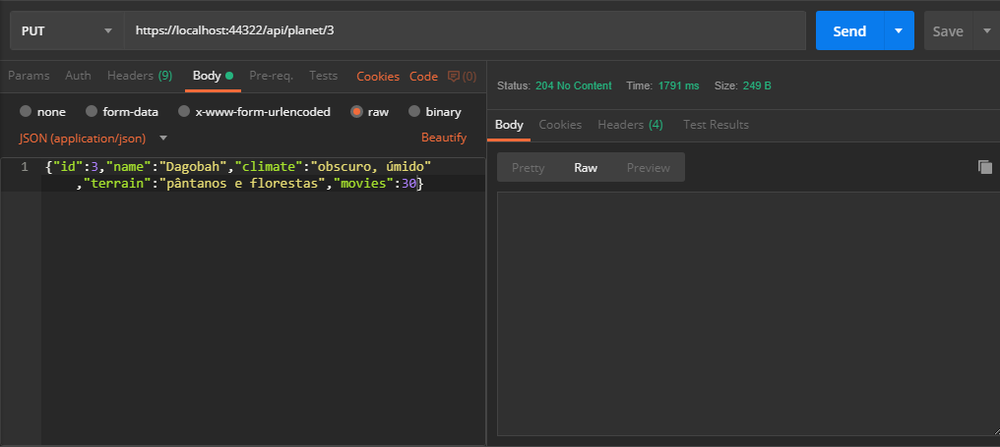 PUT https://localhost:44322/api/planet/3 Send Save
Params Auth Headers (9) Body Pre-req. Tests Cookies Code (0)
none form-data x-www-form-urlencoded raw binary
JSON (application/json) Beautify
1 {"id":3,"name":"Dagobah","climate":"obscuro, úmido"
,"terrain":"pântanos e florestas","movies":30}
Status: 204 No Content Time: 1791 ms Size: 249 B
Body Cookies Headers (4) Test Results
Pretty Raw Preview